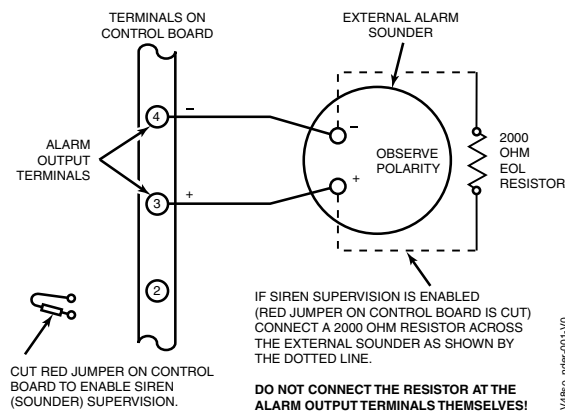 TERMINALS ON
CONTROL BOARD
EXTERNAL ALARM
SOUNDER
4
–
–
ALARM
OUTPUT
TERMINALS
OBSERVE
POLARITY
2000
OHM
EOL
RESISTOR
3
+
+
2
IF SIREN SUPERVISION IS ENABLED
(RED JUMPER ON CONTROL BOARD IS CUT)
CONNECT A 2000 OHM RESISTOR ACROSS
THE EXTERNAL SOUNDER AS SHOWN BY
THE DOTTED LINE.
DO NOT CONNECT THE RESISTOR AT THE
ALARM OUTPUT TERMINALS THEMSELVES!
CUT RED JUMPER ON CONTROL
BOARD TO ENABLE SIREN
(SOUNDER) SUPERVISION.